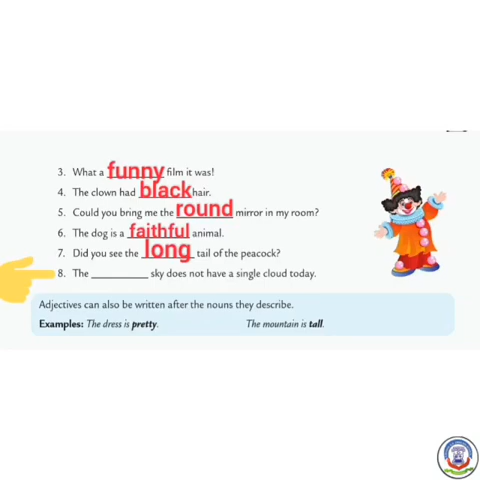 3. What a funny film it was!
4. The clown had black hair.
5. Could you bring me the round mirror in my room?
6. The dog is a faithful animal.
7. Did you see the long tail of the peacock?
8. The __________ sky does not have a single cloud today.
Adjectives can also be written after the nouns they describe.
Examples: The dress is pretty. The mountain is tall.